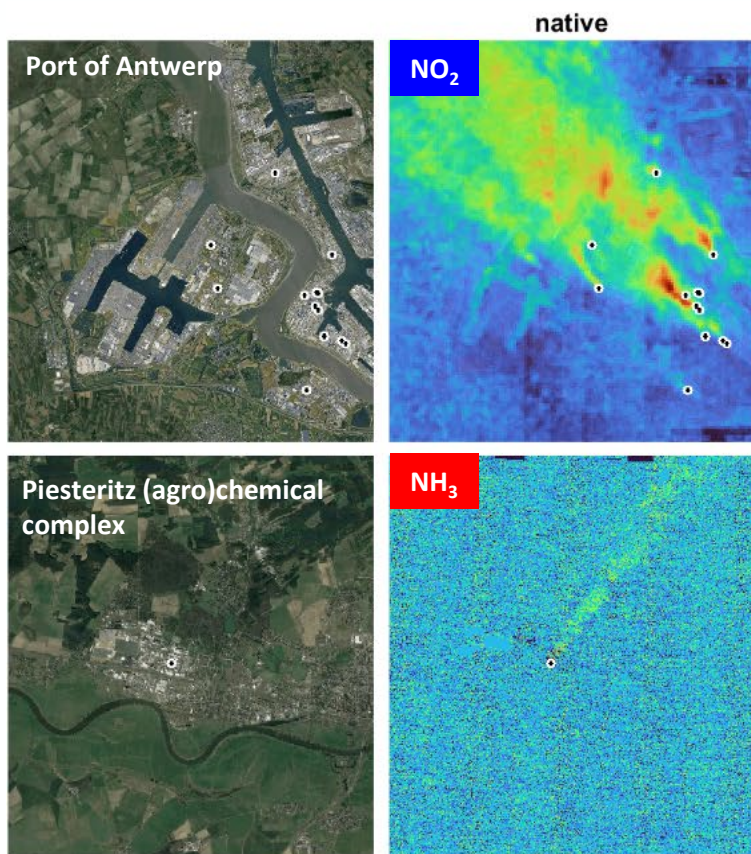 native
Port of Antwerp
NO₂
Piesteritz (agro)chemical
complex
NH₃